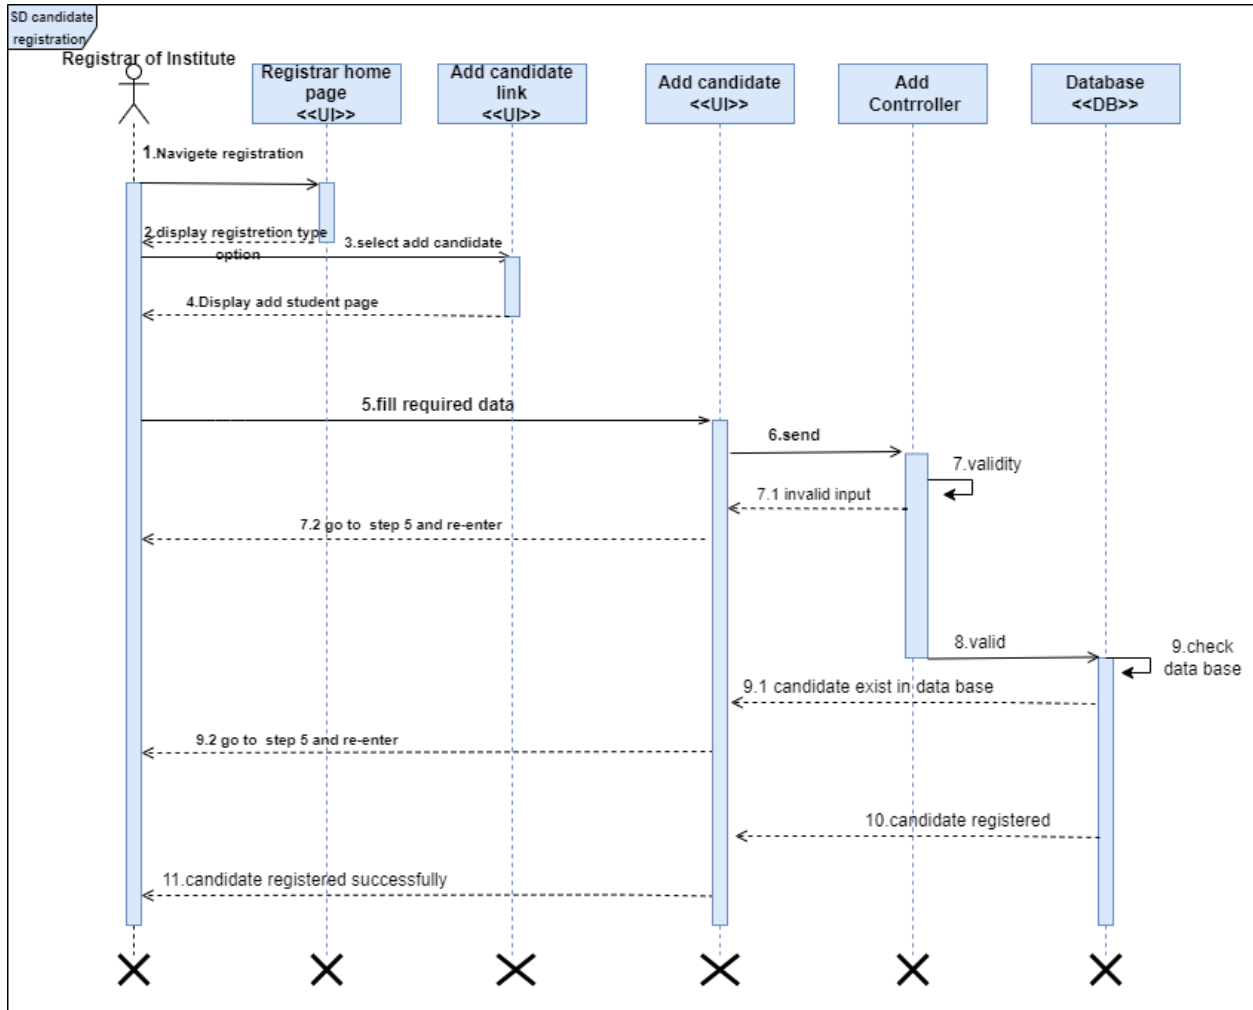 SD candidate
registration
Registrar of Institute
Registrar home
page
<<UI>>
Add candidate
link
<<UI>>
Add candidate
<<UI>>
Add
Contrroller
Database
<<DB>>
1.Navigete registration
2.display registretion type
option
3.select add candidate
4.Display add student page
5.fill required data
6.send
7.validity
7.1 invalid input
7.2 go to  step 5 and re-enter
8.valid
9.check
data base
9.1 candidate exist in data base
9.2 go to  step 5 and re-enter
10.candidate registered
11.candidate registered successfully